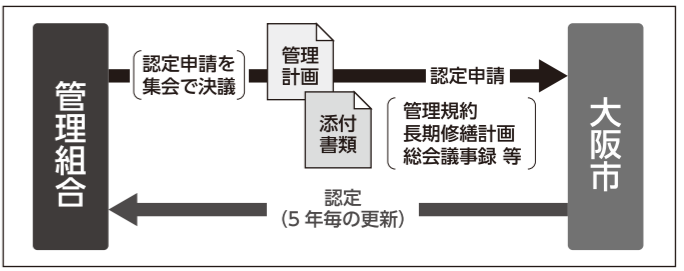 管理組合
認定申請を
集会で決議
管理
計画
添付
書類
認定申請
管理規約
長期修繕計画
総会議事録 等
大阪市
認定
(5 年毎の更新)